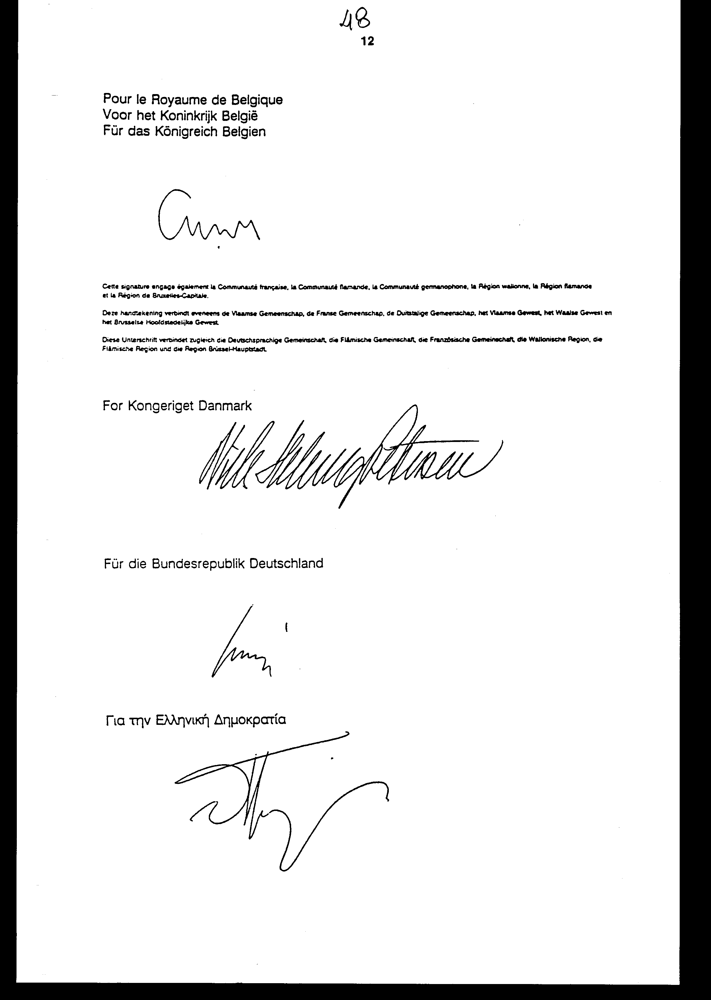 48
12
Pour le Royaume de Belgique
Voor het Koninkrijk België
Für das Königreich Belgien
Cette signature engage également la Communauté française, la Communauté flamande, la Communauté germanophone, la Région wallonne, la Région flamande
et la Région de Bruxelles-Capitale.
Deze handtekening verbindt eveneens de Vlaamse Gemeenschap, de Franse Gemeenschap, de Duitstalige Gemeenschap, het Vlaamse Gewest, het Waalse Gewest en
het Brusselse Hoofdstedelijke Gewest.
Diese Unterschrift verbindet zugleich die Deutschsprachige Gemeinschaft, die Flämische Gemeinschaft, die Französische Gemeinschaft, die Wallonische Region, die
Flämische Region und die Region Brüssel-Hauptstadt.
For Kongeriget Danmark
Für die Bundesrepublik Deutschland
Για την Ελληνική Δημοκρατία